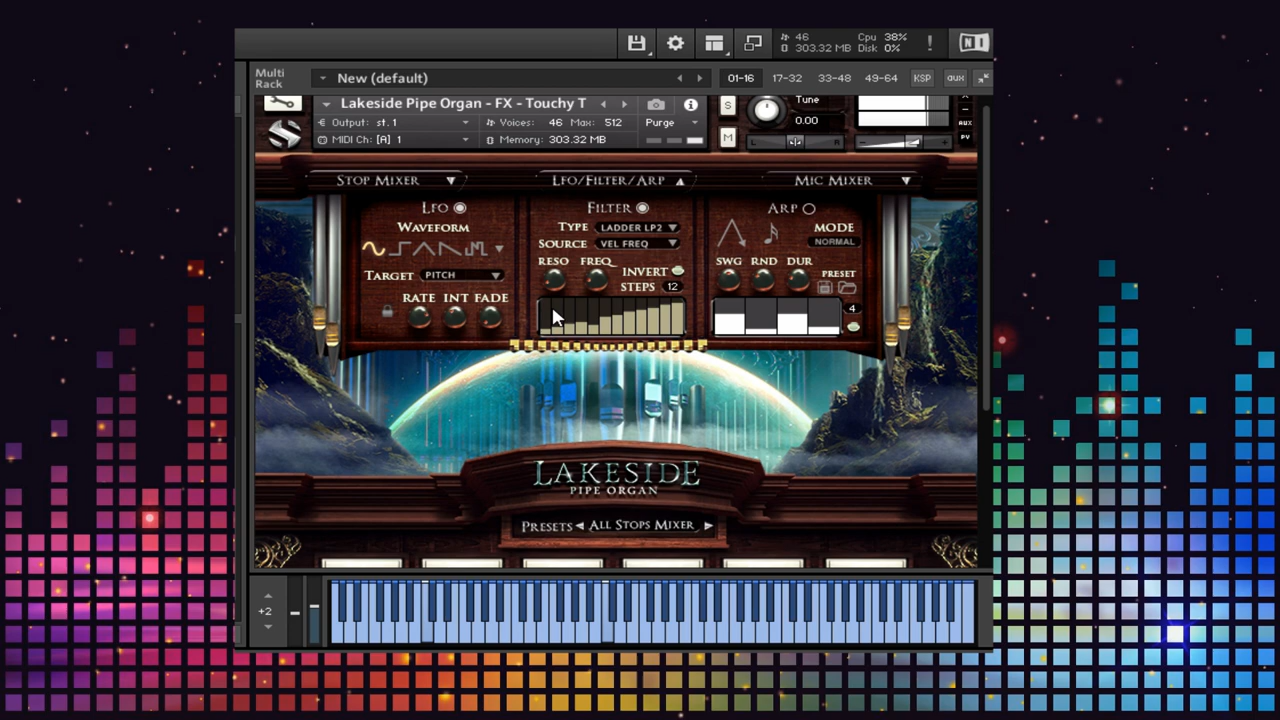 46 Cpu 38%
303.32 MB Disk 0% ! NI
Multi
Rack
New (default)
01-16 17-32 33-48 49-64 KSP aux
Lakeside Pipe Organ - FX - Touchy T
S Tune
0.00
Output: st.1 Voices: 46 Max: 512 Purge
MIDI Ch: [A] 1 Memory: 303.32 MB
M L R - +
AUX
PV
STOP MIXER LFO/FILTER/ARP MIC MIXER
LFO FILTER ARP
WAVEFORM TYPE LADDER LP2 MODE
SOURCE VEL FREQ NORMAL
TARGET PITCH RESO FREQ INVERT SWG RND DUR PRESET
STEPS 12
RATE INT FADE 4
LAKESIDE
PIPE ORGAN
PRESETS ALL STOPS MIXER
+2